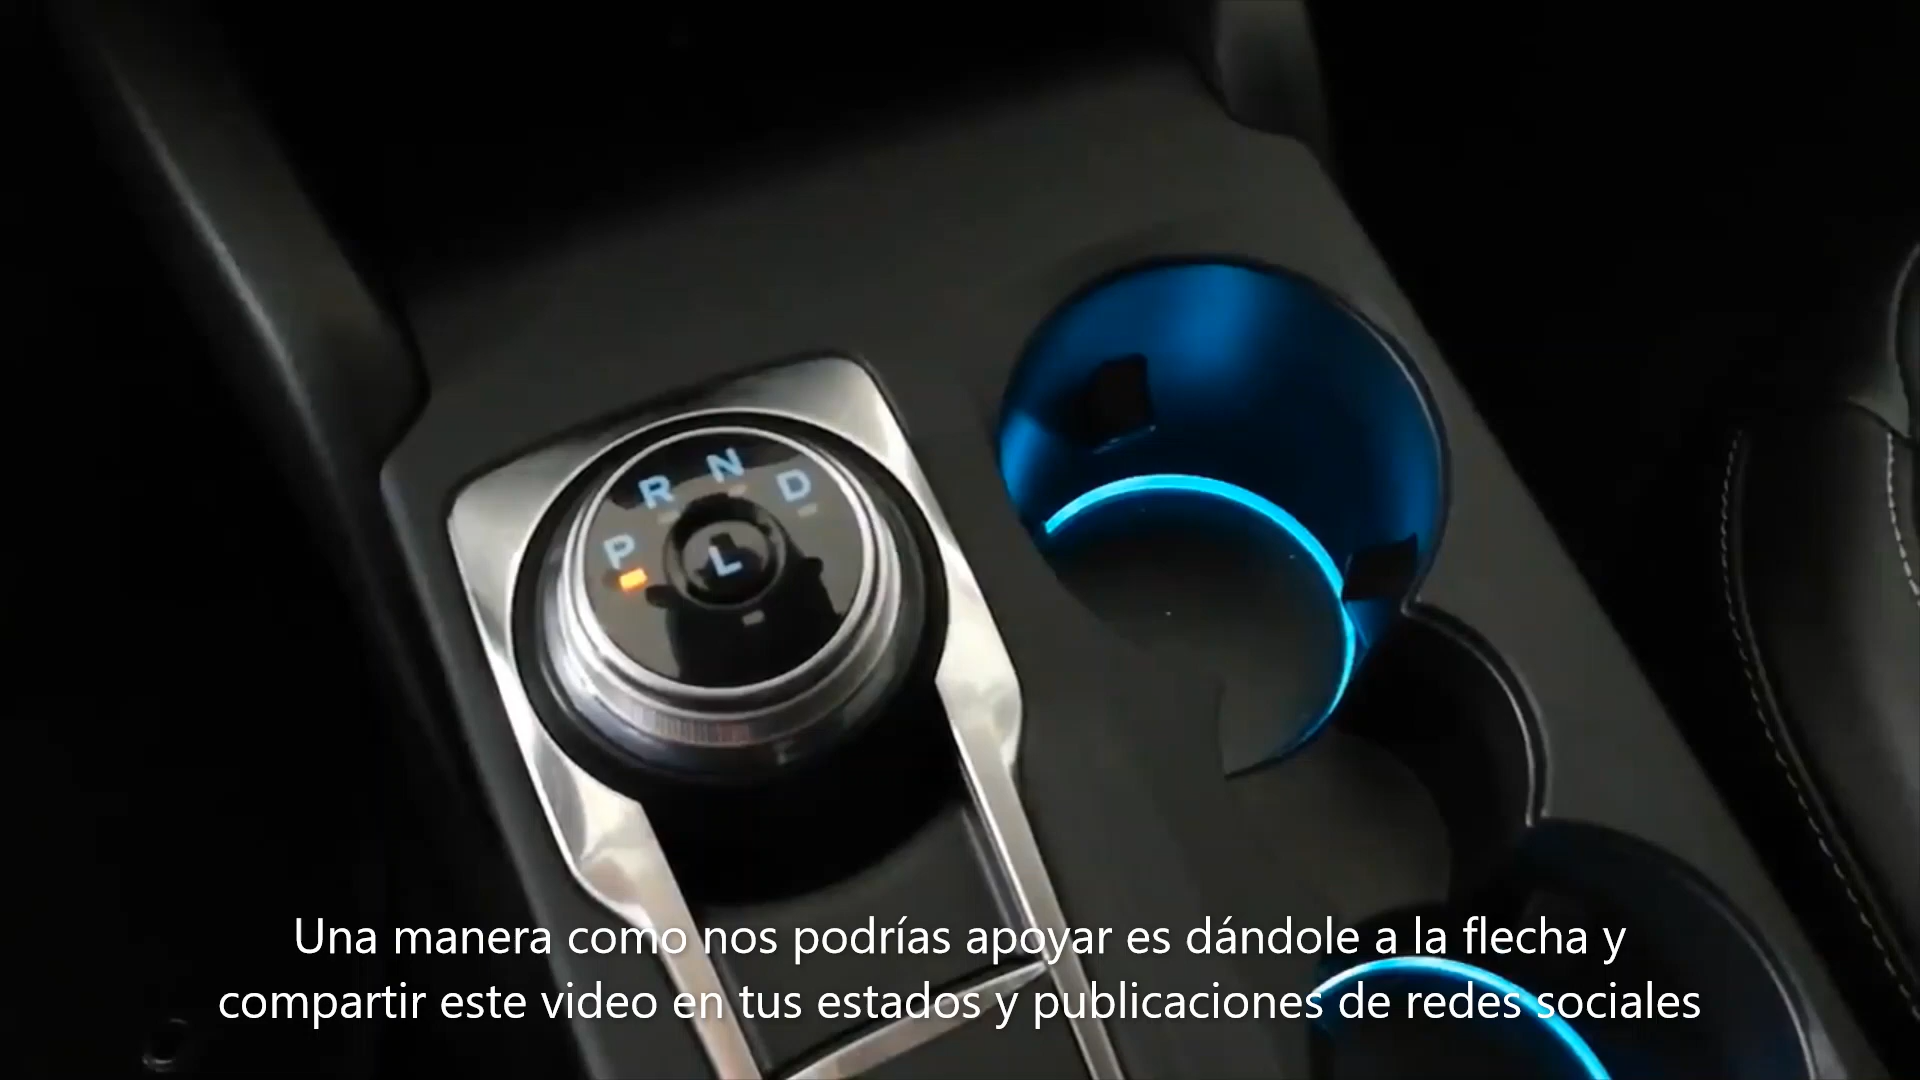 P R N D
L
Una manera como nos podrías apoyar es dándole a la flecha y
compartir este video en tus estados y publicaciones de redes sociales